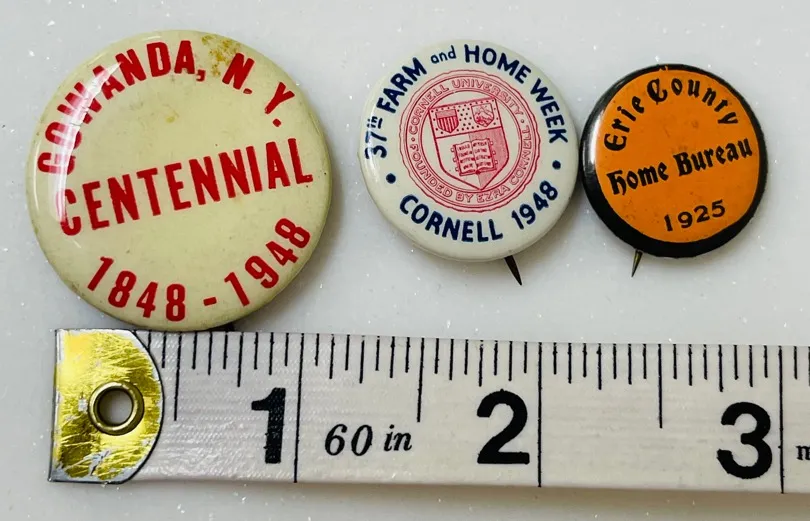 GOWANDA, N.Y.
CENTENNIAL
1848 - 1948
37th FARM and HOME WEEK
CORNELL UNIVERSITY
FOUNDED BY EZRA CORNELL
• CORNELL 1948 •
Erie County
Home Bureau
1925
1 60 in 2 3